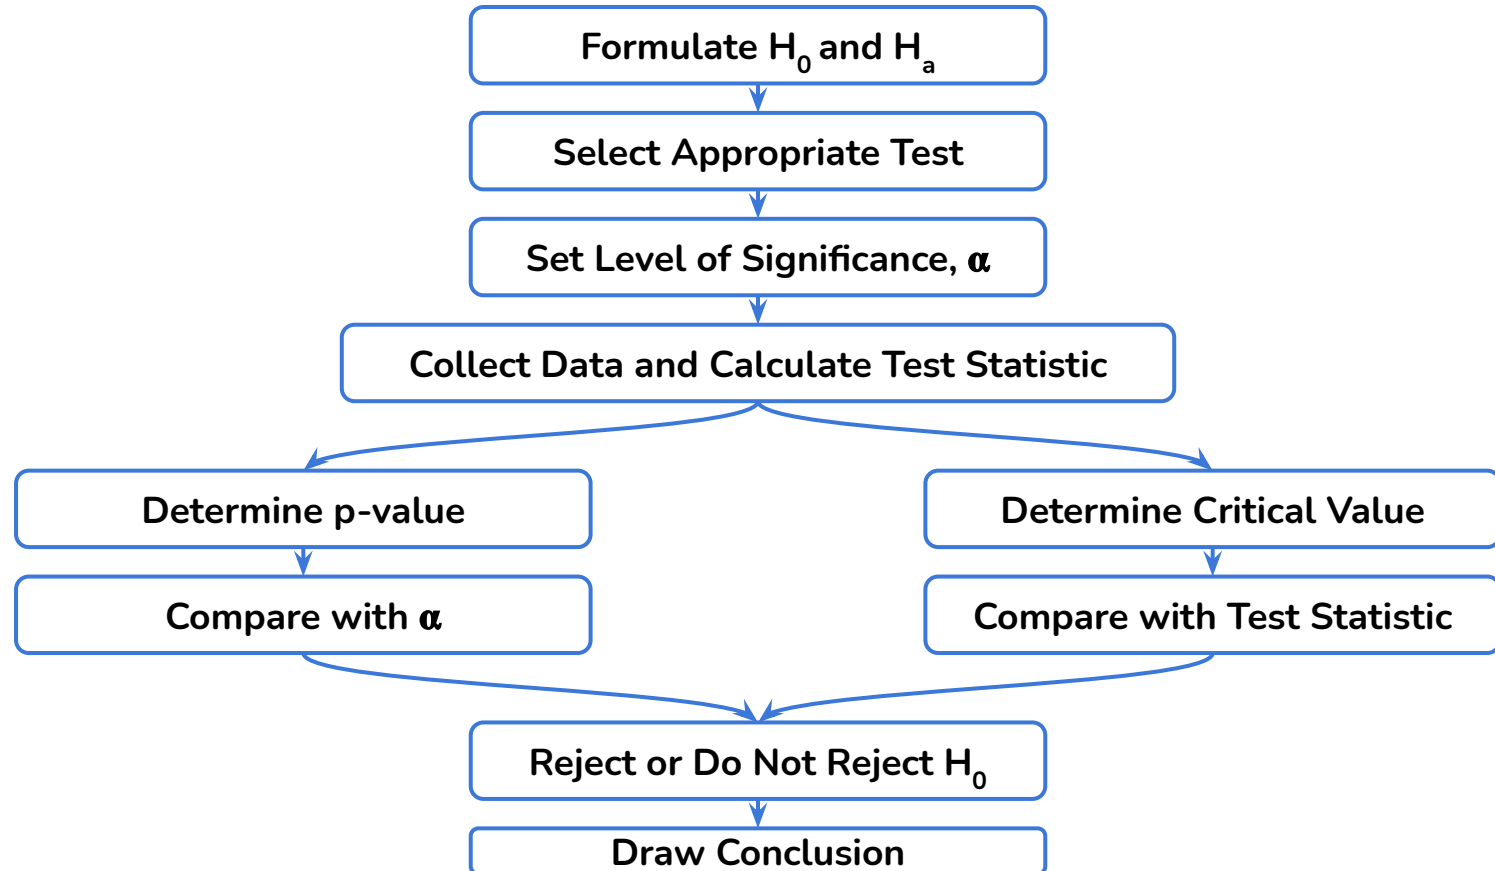 Formulate H₀ and Hₐ
Select Appropriate Test
Set Level of Significance, α
Collect Data and Calculate Test Statistic
Determine p-value
Compare with α
Determine Critical Value
Compare with Test Statistic
Reject or Do Not Reject H₀
Draw Conclusion